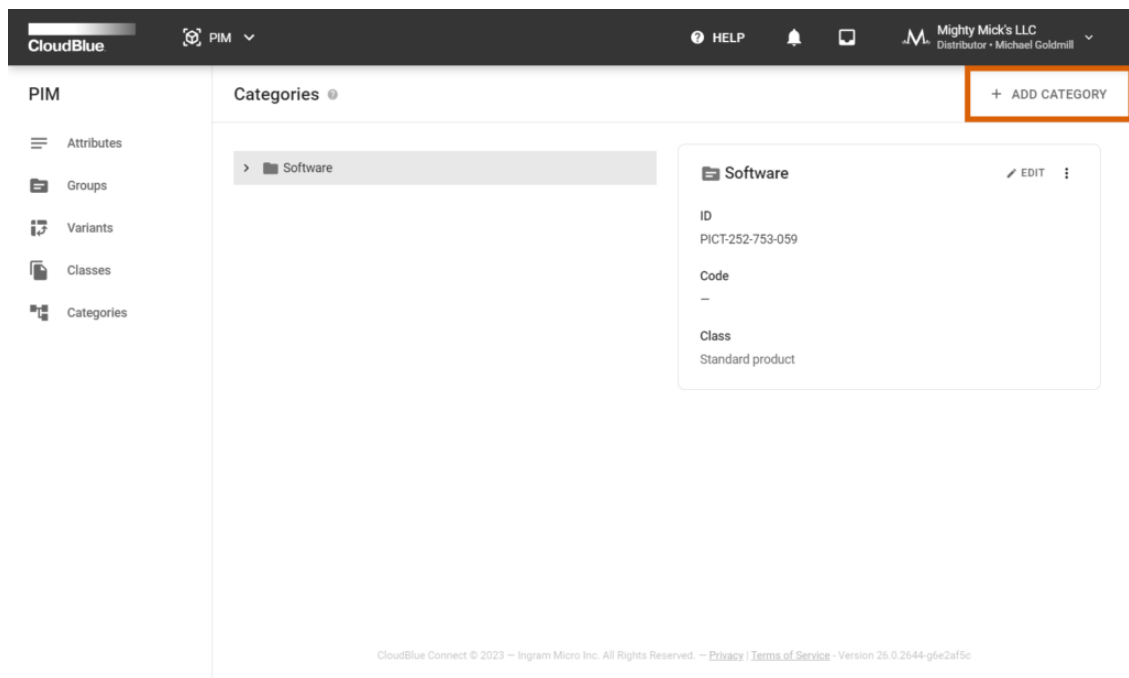 CloudBlue.
PIM
HELP
Mighty Mick's LLC
Distributor • Michael Goldmill
PIM
Categories
+ ADD CATEGORY
Attributes
Groups
Variants
Classes
Categories
Software
Software
EDIT
ID
PICT-252-753-059
Code
—
Class
Standard product
CloudBlue Connect © 2023 — Ingram Micro Inc. All Rights Reserved. — Privacy | Terms of Service - Version 26.0.2644-g6e2af5c